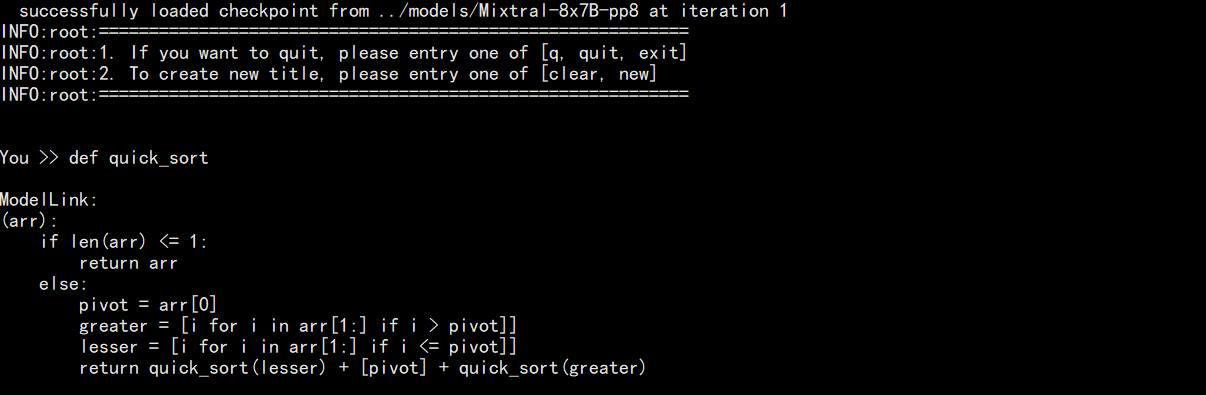 successfully loaded checkpoint from ../models/Mixtral-8x7B-pp8 at iteration 1
INFO:root:===========================================================
INFO:root:1. If you want to quit, please entry one of [q, quit, exit]
INFO:root:2. To create new title, please entry one of [clear, new]
INFO:root:===========================================================
You >> def quick_sort
ModelLink:
(arr):
    if len(arr) <= 1:
        return arr
    else:
        pivot = arr[0]
        greater = [i for i in arr[1:] if i > pivot]]
        lesser = [i for i in arr[1:] if i <= pivot]]
        return quick_sort(lesser) + [pivot] + quick_sort(greater)